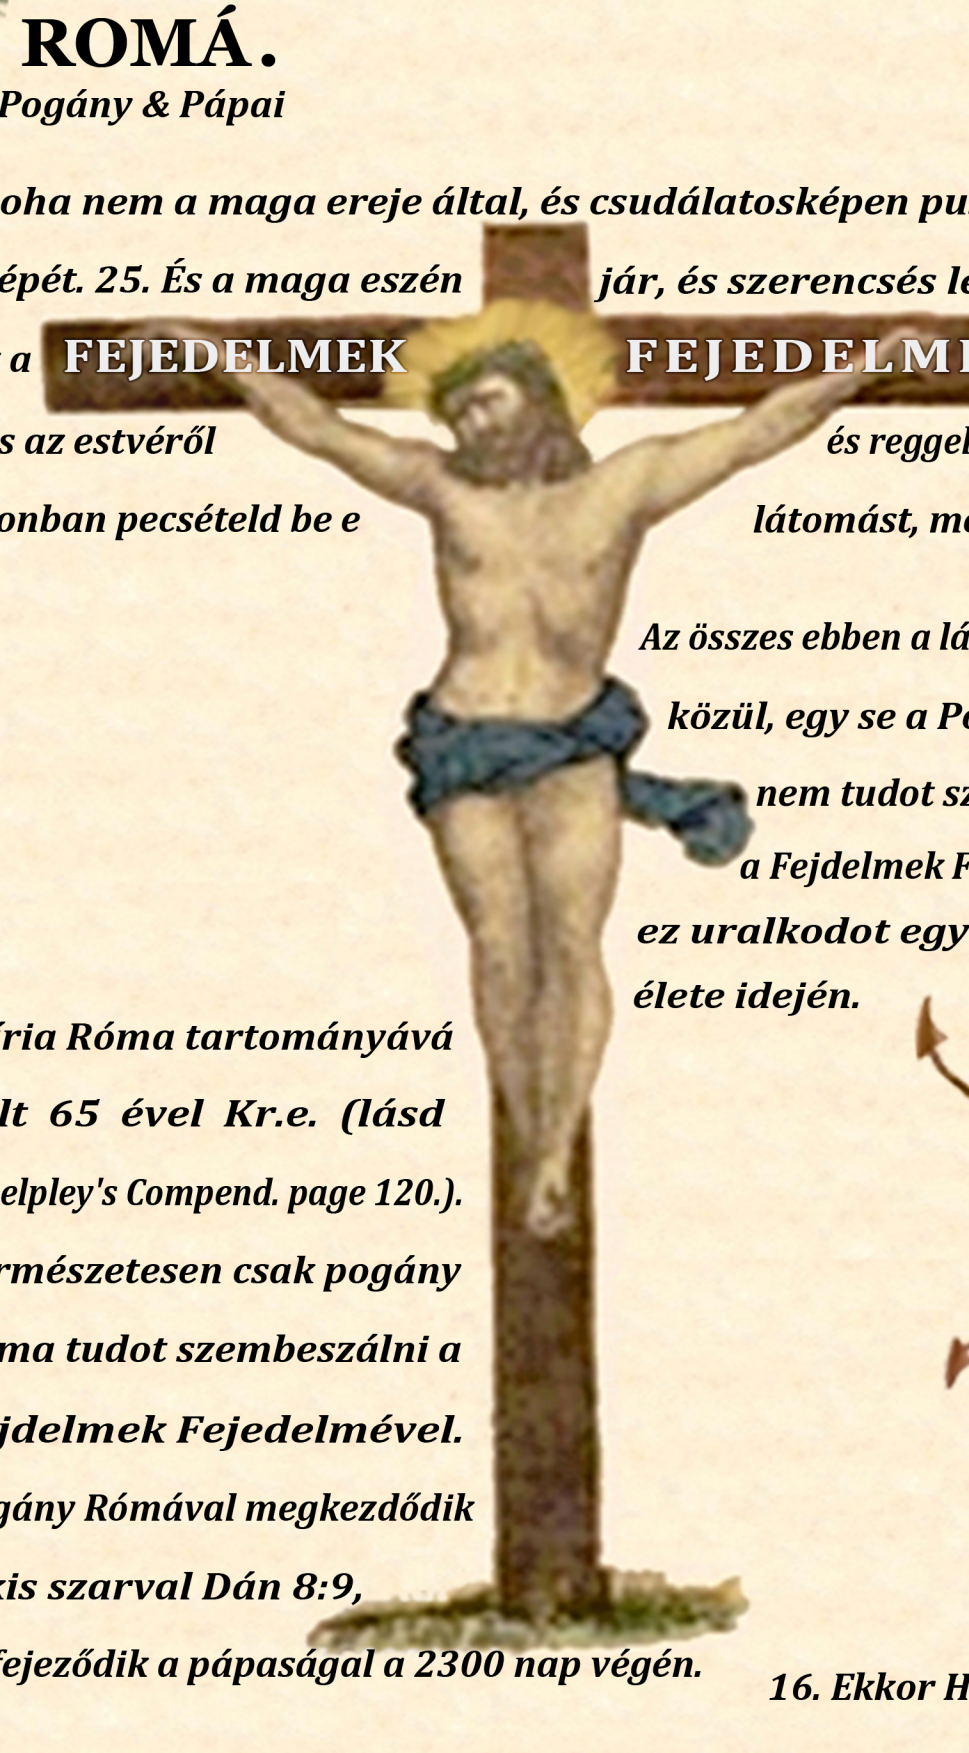 ROMÁ.
Pogány & Pápai
oha nem a maga ereje által, és csudálatosképen pu
épét. 25. És a maga eszén jár, és szerencsés le
a FEJEDELMEK FEJEDELM
s az estvéről és reggel
onban pecsételd be e látomást, m
Az összes ebben a lá
közül, egy se a P
nem tudot sz
a Fejdelmek F
ez uralkodot egy
élete idején.
ria Róma tartományává
lt 65 ével Kr.e. (lásd
elpley's Compend. page 120.).
rmészetesen csak pogány
ma tudot szembeszálni a
jdelmek Fejedelmével.
gány Rómával megkezdődik
kis szarval Dán 8:9,
fejeződik a pápaságal a 2300 nap végén.
16. Ekkor H